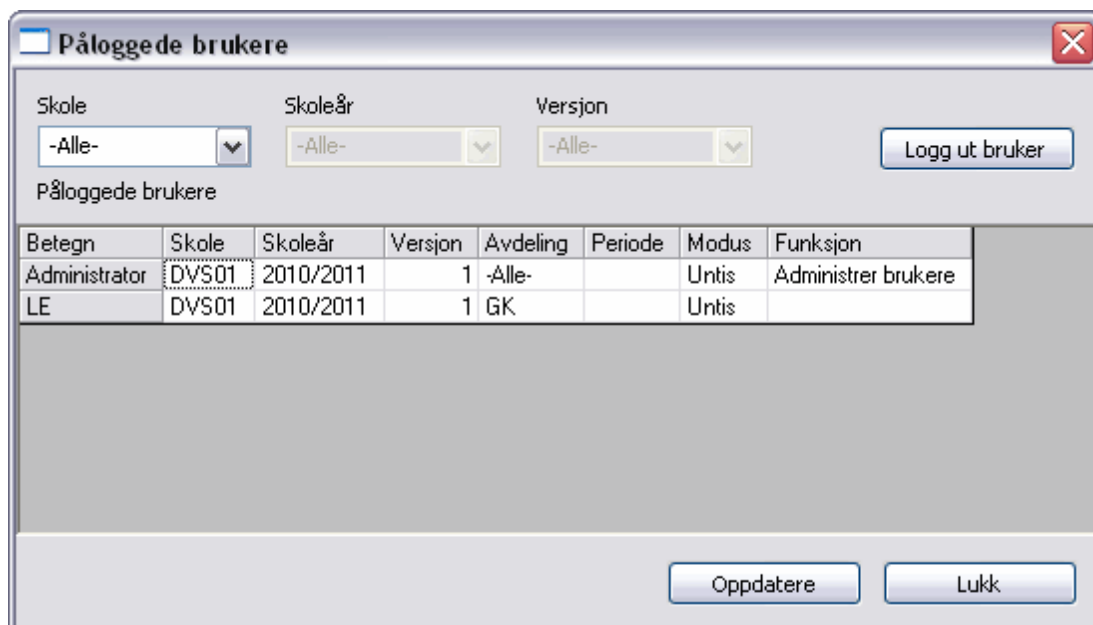 Påloggede brukere
Skole Skoleår Versjon
-Alle- -Alle- -Alle- Logg ut bruker
Påloggede brukere
Betegn Skole Skoleår Versjon Avdeling Periode Modus Funksjon
Administrator DVS01 2010/2011 1 -Alle- Untis Administrer brukere
LE DVS01 2010/2011 1 GK Untis
Oppdatere Lukk